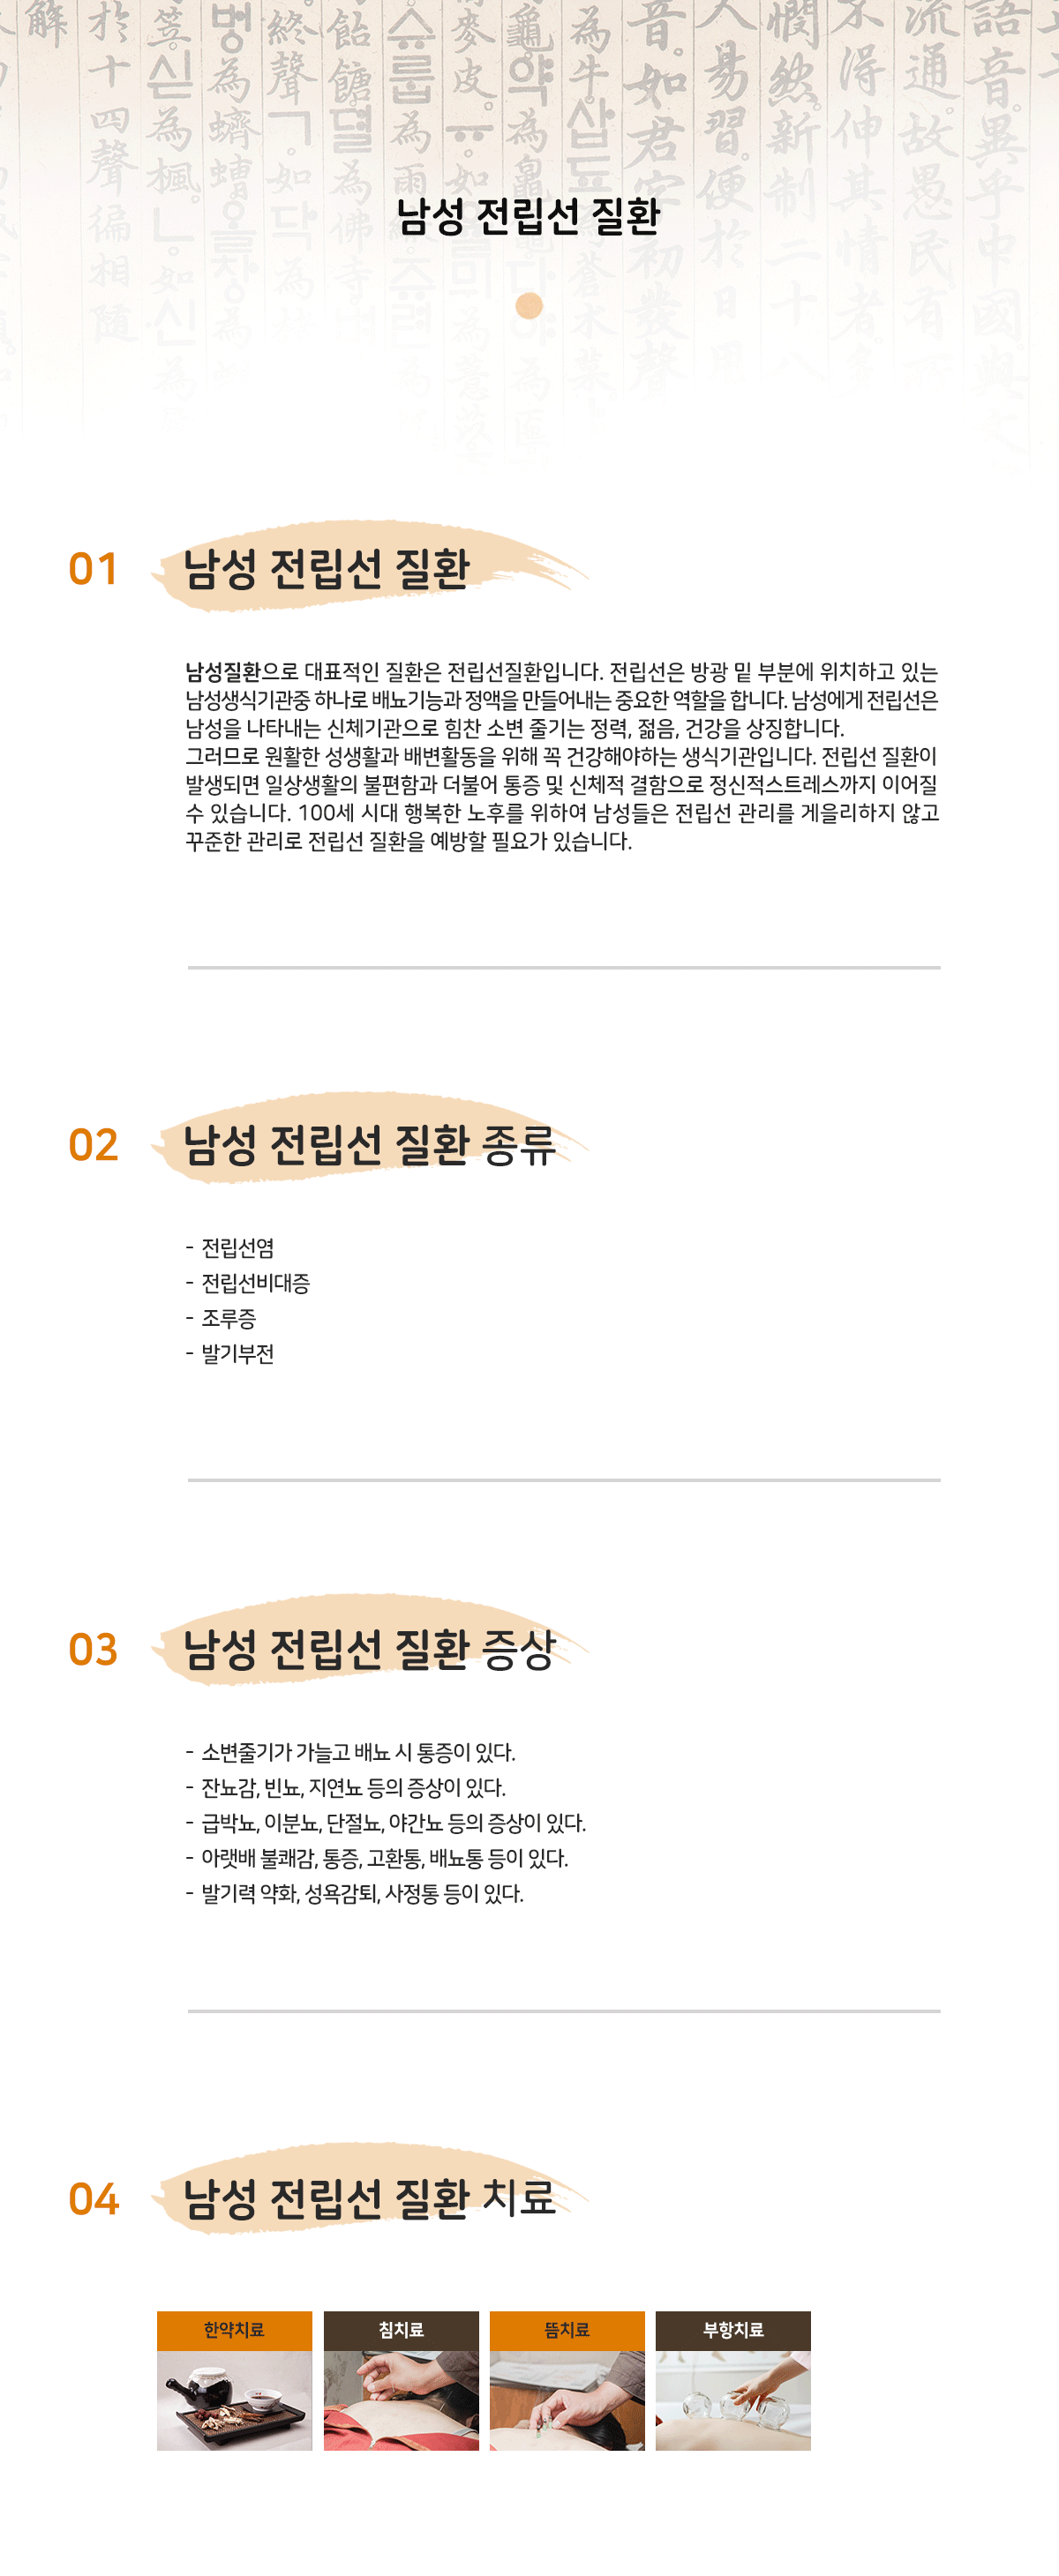 남성 전립선 질환
01
남성 전립선 질환
남성질환으로 대표적인 질환은 전립선질환입니다. 전립선은 방광 밑 부분에 위치하고 있는
남성생식기관중 하나로 배뇨기능과 정액을 만들어내는 중요한 역할을 합니다. 남성에게 전립선은
남성을 나타내는 신체기관으로 힘찬 소변 줄기는 정력, 젊음, 건강을 상징합니다.
그러므로 원활한 성생활과 배변활동을 위해 꼭 건강해야하는 생식기관입니다. 전립선 질환이
발생되면 일상생활의 불편함과 더불어 통증 및 신체적 결함으로 정신적스트레스까지 이어질
수 있습니다. 100세 시대 행복한 노후를 위하여 남성들은 전립선 관리를 게을리하지 않고
꾸준한 관리로 전립선 질환을 예방할 필요가 있습니다.
02
남성 전립선 질환 종류
- 전립선염
- 전립선비대증
- 조루증
- 발기부전
03
남성 전립선 질환 증상
- 소변줄기가 가늘고 배뇨 시 통증이 있다.
- 잔뇨감, 빈뇨, 지연뇨 등의 증상이 있다.
- 급박뇨, 이분뇨, 단절뇨, 야간뇨 등의 증상이 있다.
- 아랫배 불쾌감, 통증, 고환통, 배뇨통 등이 있다.
- 발기력 약화, 성욕감퇴, 사정통 등이 있다.
04
남성 전립선 질환 치료
한약치료
침치료
뜸치료
부항치료